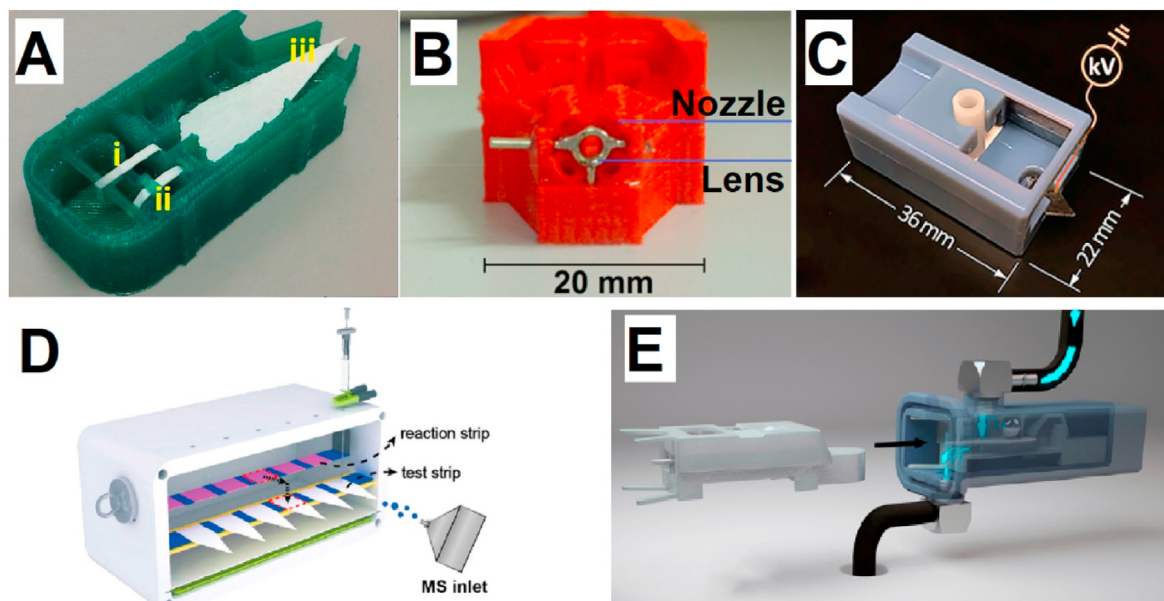 A
iii
i
ii
B
Nozzle
Lens
20 mm
C
kV
36 mm
22 mm
D
reaction strip
test strip
MS inlet
E